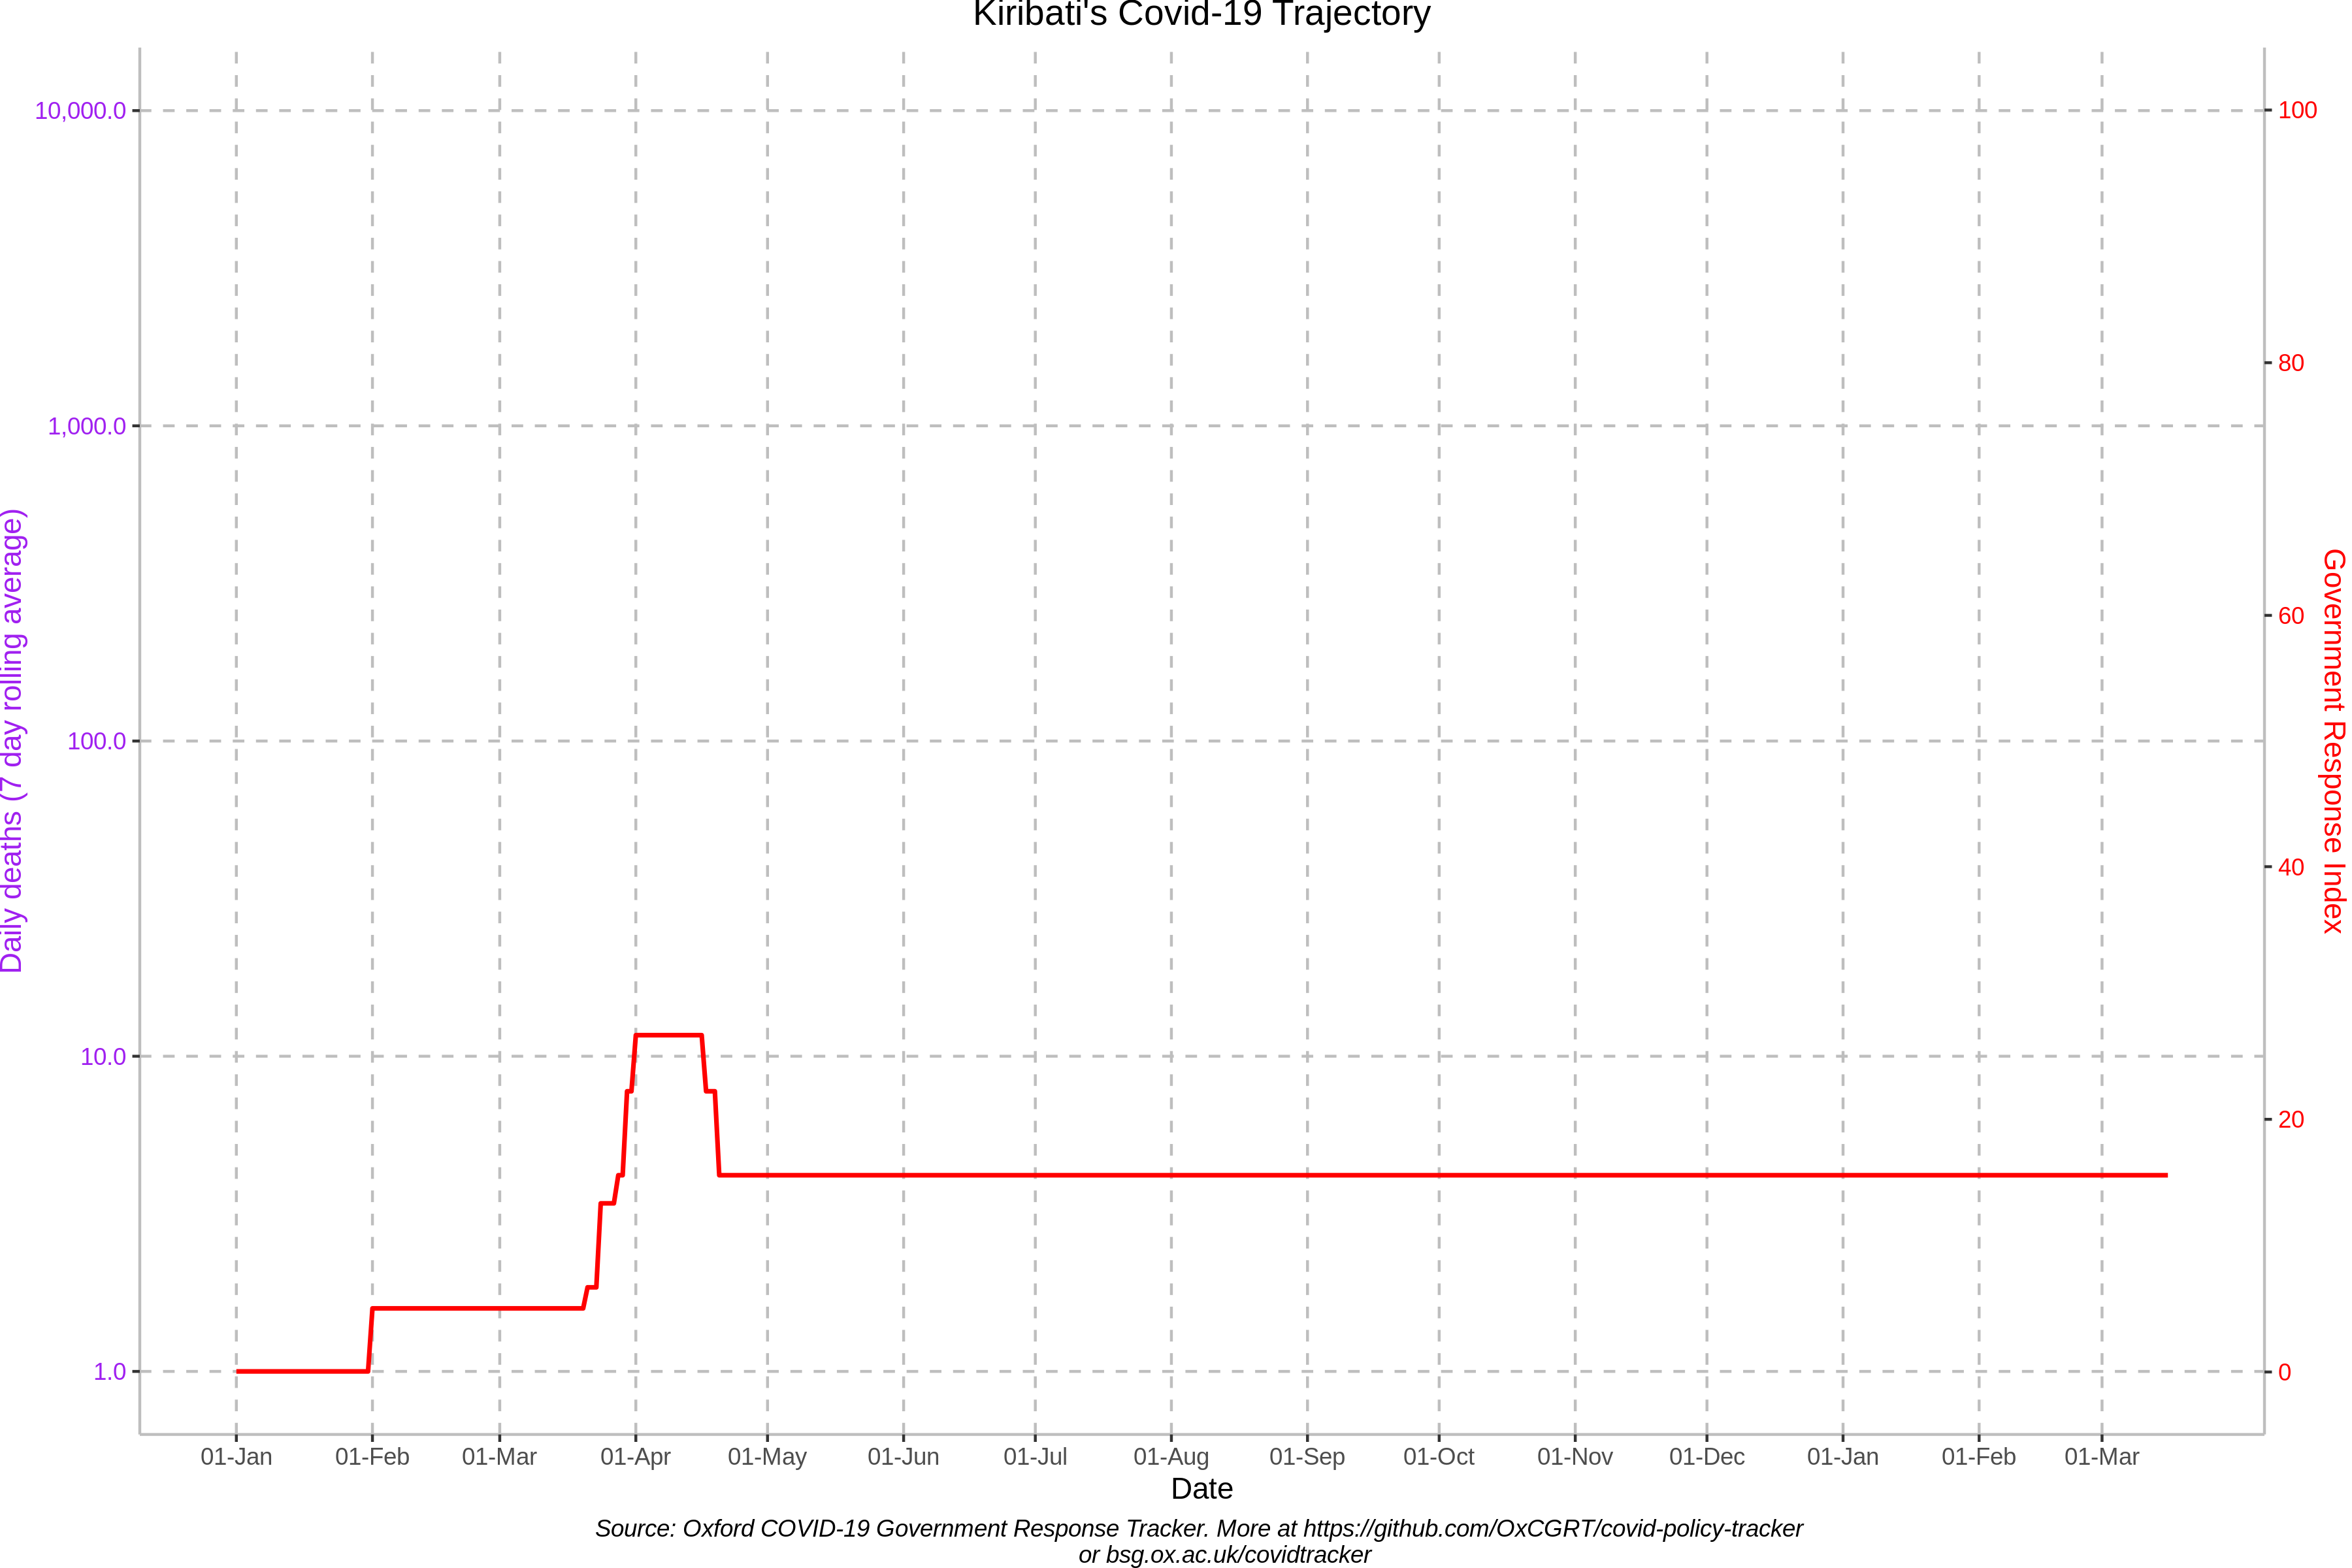 Kiribati's Covid-19 Trajectory
10,000.0
1,000.0
100.0
10.0
1.0
Daily deaths (7 day rolling average)
100
80
60
40
20
0
Government Response Index
01-Jan 01-Feb 01-Mar 01-Apr 01-May 01-Jun 01-Jul 01-Aug 01-Sep 01-Oct 01-Nov 01-Dec 01-Jan 01-Feb 01-Mar
Date
Source: Oxford COVID-19 Government Response Tracker. More at https://github.com/OxCGRT/covid-policy-tracker
or bsg.ox.ac.uk/covidtracker